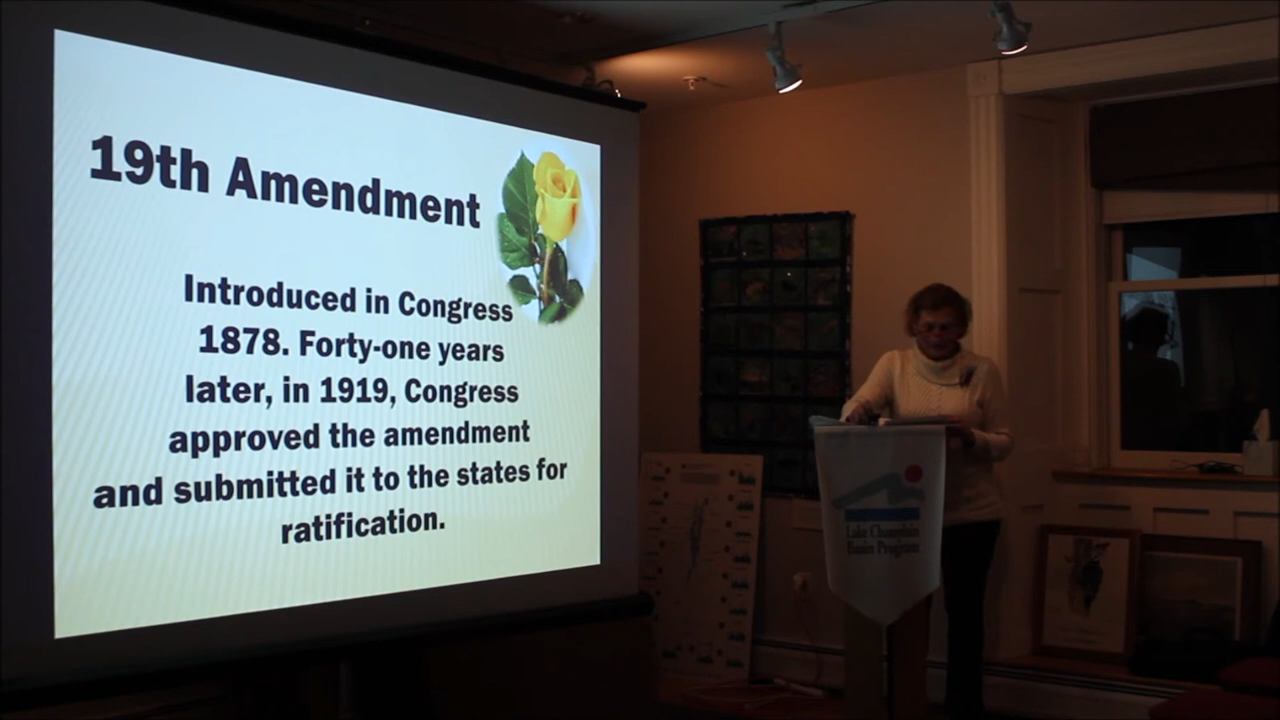 19th Amendment
Introduced in Congress
1878. Forty-one years
later, in 1919, Congress
approved the amendment
and submitted it to the states for
ratification.
Lake Champlain
Basin Program